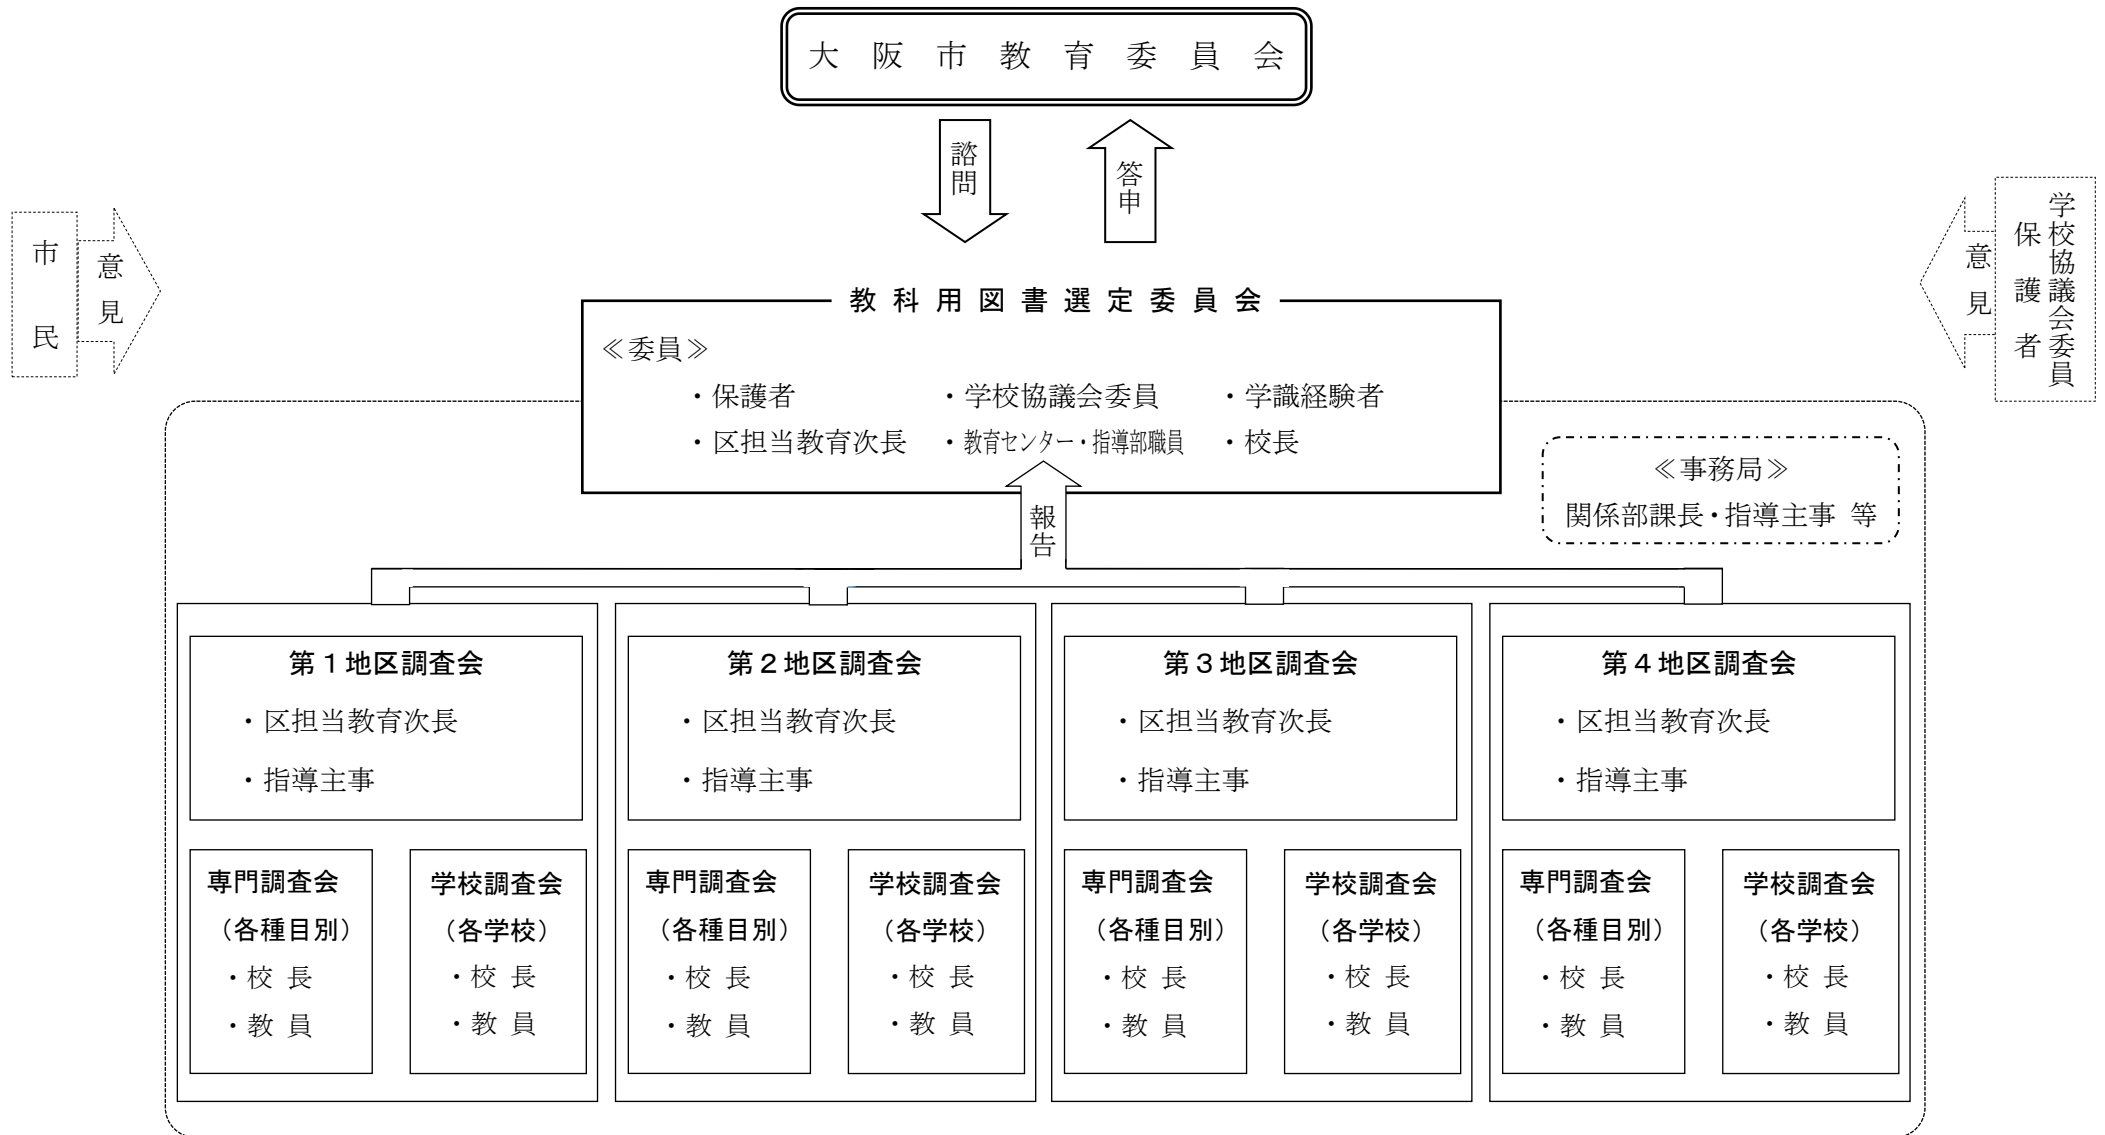 大阪市教育委員会
諮問
答申
市民
意見
学校協議会委員
保護者
意見
教科用図書選定委員会
≪委員≫
・保護者 ・学校協議会委員 ・学識経験者
・区担当教育次長 ・教育センター・指導部職員 ・校長
≪事務局≫
関係部課長・指導主事 等
報告
第1地区調査会
・区担当教育次長
・指導主事
専門調査会
（各種目別）
・校 長
・教 員
学校調査会
（各学校）
・校 長
・教 員
第2地区調査会
・区担当教育次長
・指導主事
専門調査会
（各種目別）
・校 長
・教 員
学校調査会
（各学校）
・校 長
・教 員
第3地区調査会
・区担当教育次長
・指導主事
専門調査会
（各種目別）
・校 長
・教 員
学校調査会
（各学校）
・校 長
・教 員
第4地区調査会
・区担当教育次長
・指導主事
専門調査会
（各種目別）
・校 長
・教 員
学校調査会
（各学校）
・校 長
・教 員